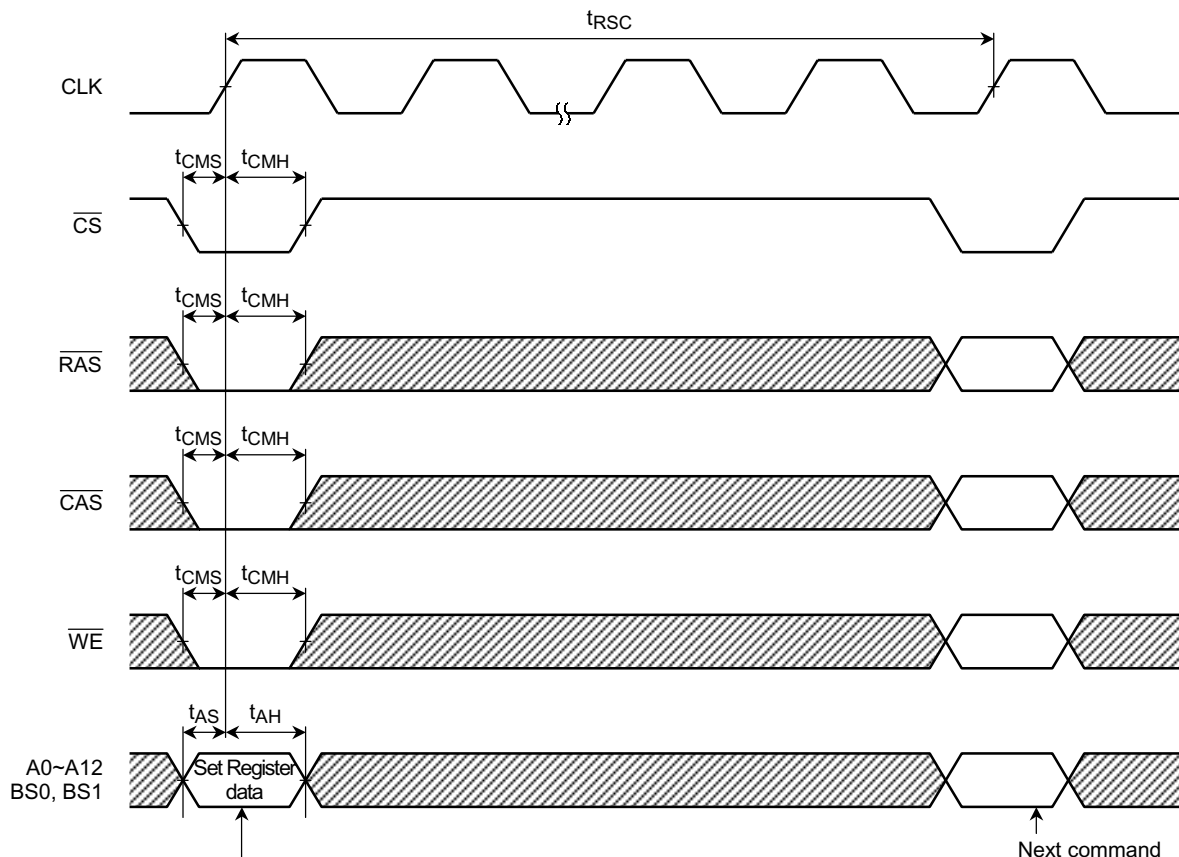 tRSC
CLK
tCMS tCMH
CS
tCMS tCMH
RAS
tCMS tCMH
CAS
tCMS tCMH
WE
tAS tAH
A0~A12
BS0, BS1
Set Register
data
Next command